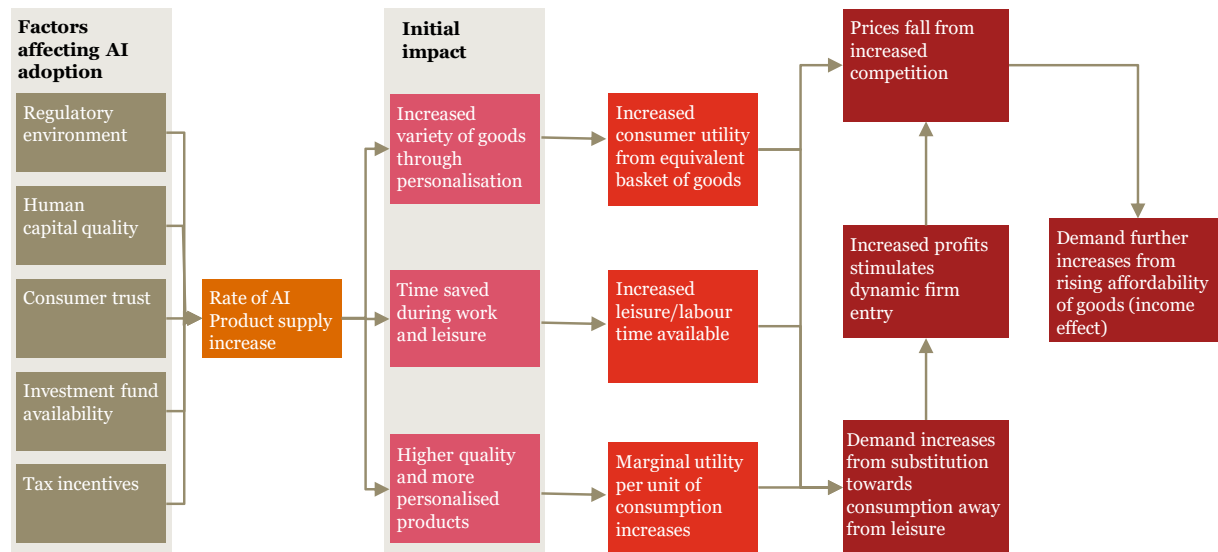 Factors
affecting AI
adoption
Regulatory
environment
Human
capital quality
Consumer trust
Investment fund
availability
Tax incentives
Rate of AI
Product supply
increase
Initial
impact
Increased
variety of goods
through
personalisation
Time saved
during work
and leisure
Higher quality
and more
personalised
products
Increased
consumer utility
from equivalent
basket of goods
Increased
leisure/labour
time available
Marginal utility
per unit of
consumption
increases
Prices fall from
increased
competition
Increased profits
stimulates
dynamic firm
entry
Demand increases
from substitution
towards
consumption away
from leisure
Demand further
increases from
rising affordability
of goods (income
effect)